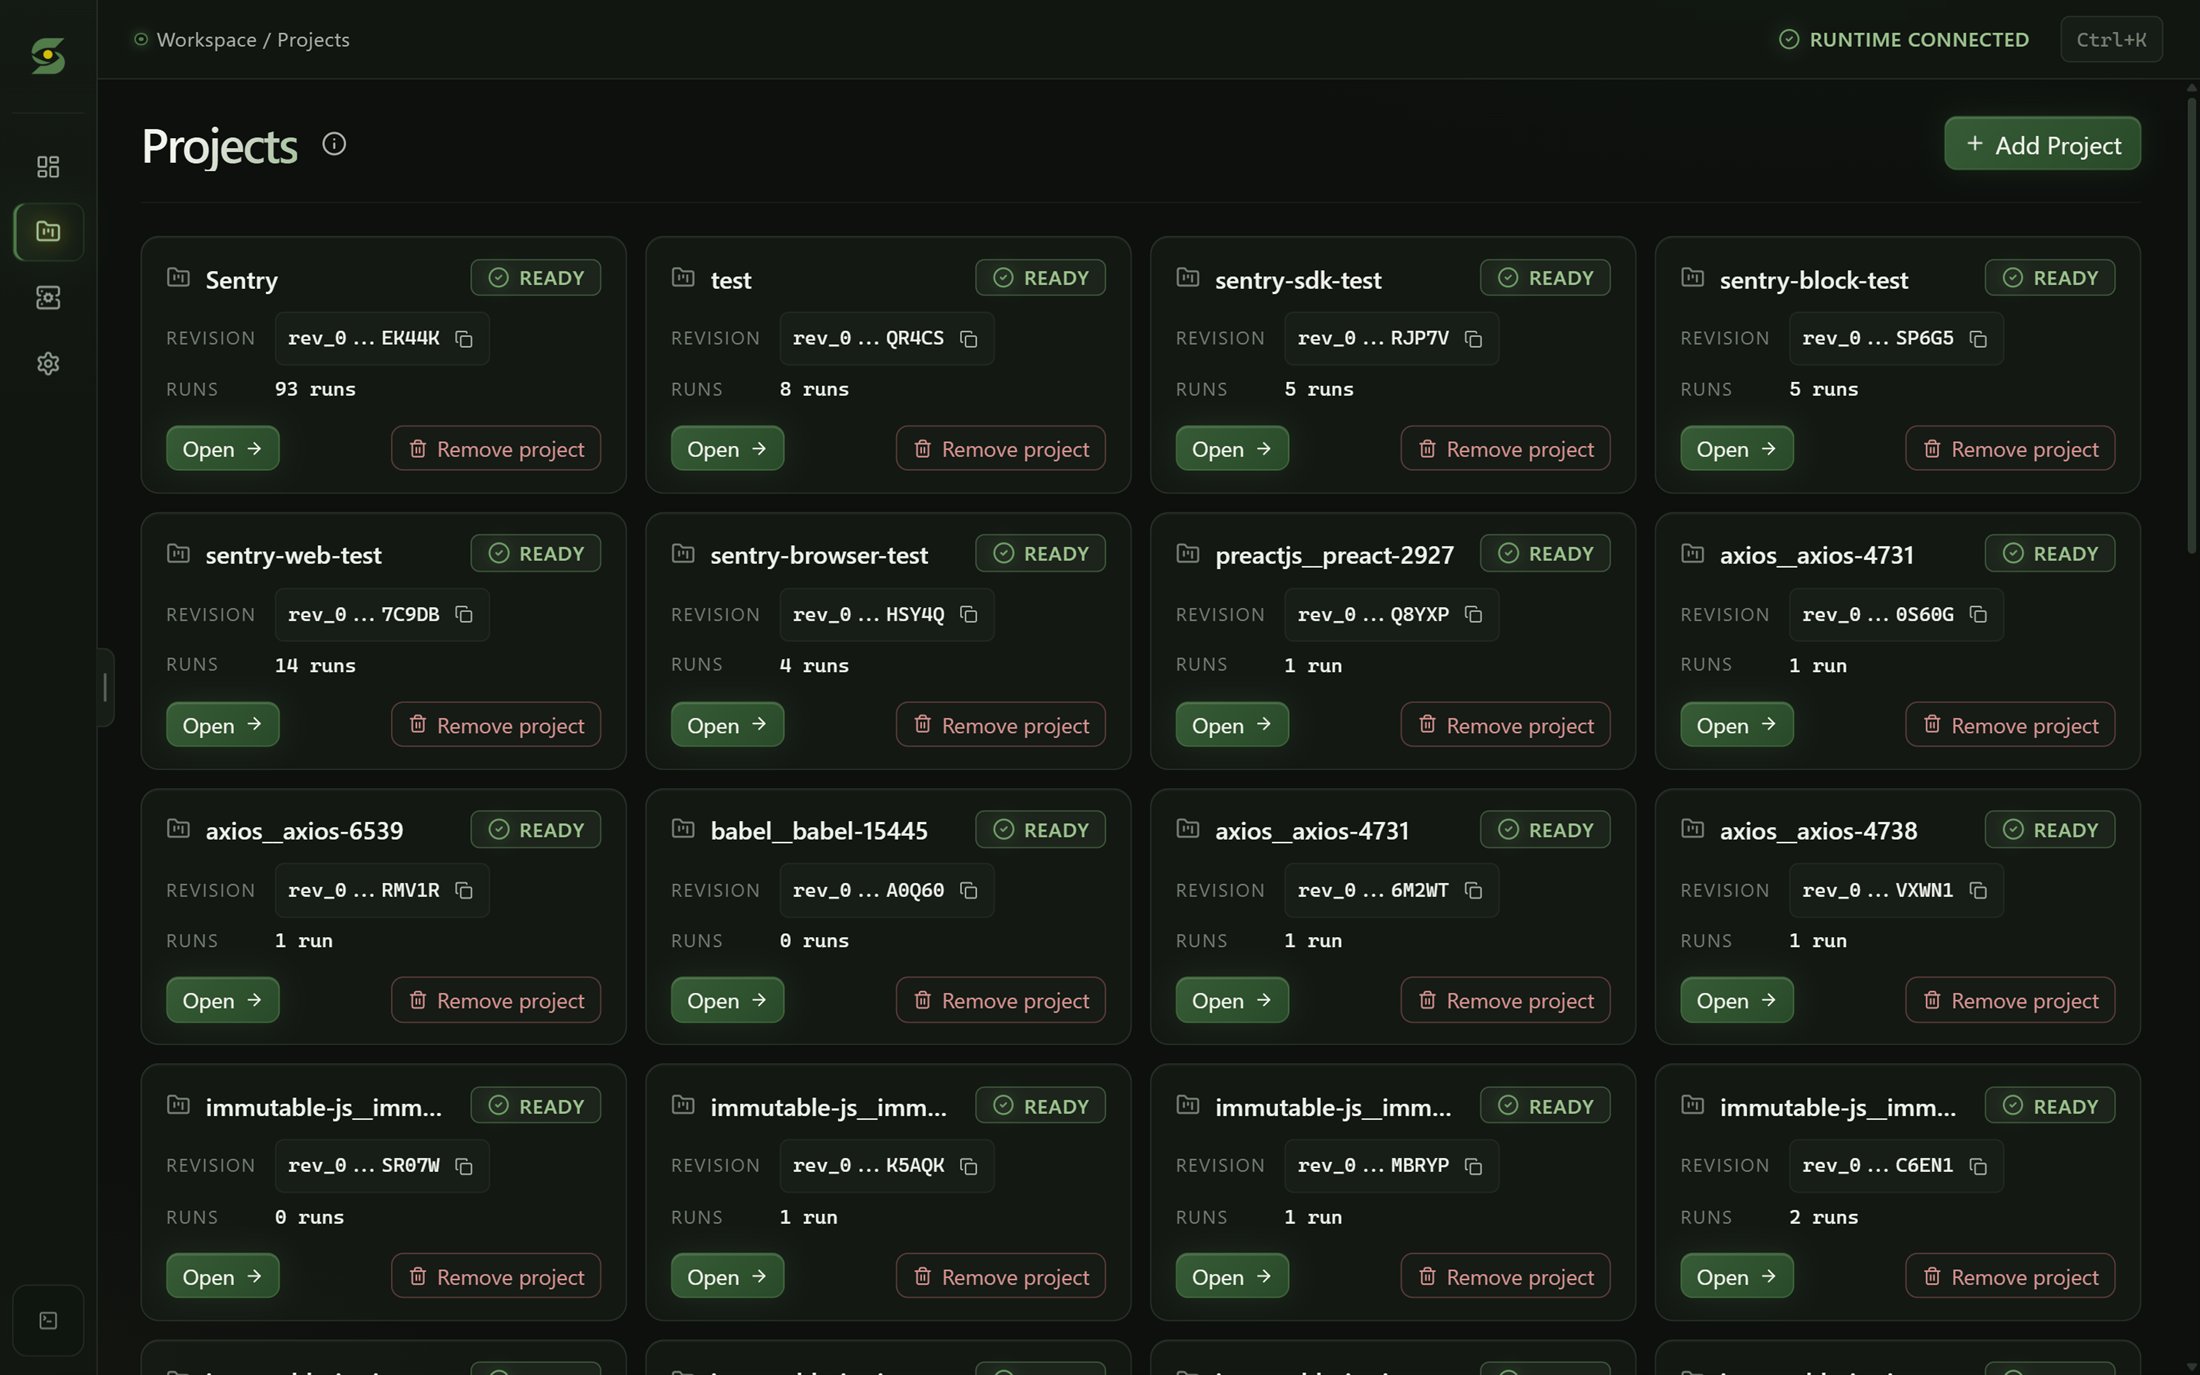 Workspace / Projects
RUNTIME CONNECTED
Ctrl+K
Projects
+ Add Project
Sentry READY
REVISION rev_0 ... EK44K
RUNS 93 runs
Open → Remove project
test READY
REVISION rev_0 ... QR4CS
RUNS 8 runs
Open → Remove project
sentry-sdk-test READY
REVISION rev_0 ... RJP7V
RUNS 5 runs
Open → Remove project
sentry-block-test READY
REVISION rev_0 ... SP6G5
RUNS 5 runs
Open → Remove project
sentry-web-test READY
REVISION rev_0 ... 7C9DB
RUNS 14 runs
Open → Remove project
sentry-browser-test READY
REVISION rev_0 ... HSY4Q
RUNS 4 runs
Open → Remove project
preactjs__preact-2927 READY
REVISION rev_0 ... Q8YXP
RUNS 1 run
Open → Remove project
axios__axios-4731 READY
REVISION rev_0 ... 0S60G
RUNS 1 run
Open → Remove project
axios__axios-6539 READY
REVISION rev_0 ... RMV1R
RUNS 1 run
Open → Remove project
babel__babel-15445 READY
REVISION rev_0 ... A0Q60
RUNS 0 runs
Open → Remove project
axios__axios-4731 READY
REVISION rev_0 ... 6M2WT
RUNS 1 run
Open → Remove project
axios__axios-4738 READY
REVISION rev_0 ... VXWN1
RUNS 1 run
Open → Remove project
immutable-js__imm... READY
REVISION rev_0 ... SR07W
RUNS 0 runs
Open → Remove project
immutable-js__imm... READY
REVISION rev_0 ... K5AQK
RUNS 1 run
Open → Remove project
immutable-js__imm... READY
REVISION rev_0 ... MBRYP
RUNS 1 run
Open → Remove project
immutable-js__imm... READY
REVISION rev_0 ... C6EN1
RUNS 2 runs
Open → Remove project